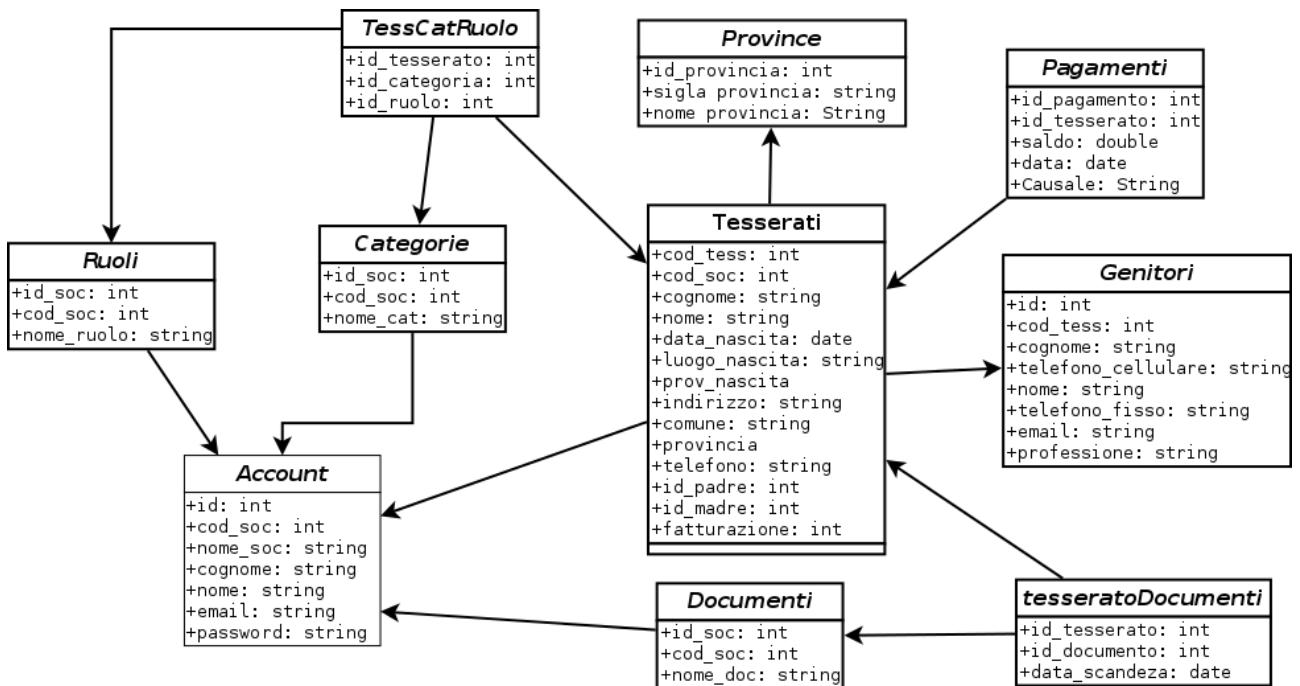 TessCatRuolo
+id_tesserato: int
+id_categoria: int
+id_ruolo: int
Province
+id_provincia: int
+sigla provincia: string
+nome provincia: String
Pagamenti
+id_pagamento: int
+id_tesserato: int
+saldo: double
+data: date
+Causale: String
Ruoli
+id_soc: int
+cod_soc: int
+nome_ruolo: string
Categorie
+id_soc: int
+cod_soc: int
+nome_cat: string
Tesserati
+cod_tess: int
+cod_soc: int
+cognome: string
+nome: string
+data_nascita: date
+luogo_nascita: string
+prov_nascita
+indirizzo: string
+comune: string
+provincia
+telefono: string
+id_padre: int
+id_madre: int
+fatturazione: int
Genitori
+id: int
+cod_tess: int
+cognome: string
+telefono_cellulare: string
+nome: string
+telefono_fisso: string
+email: string
+professione: string
Account
+id: int
+cod_soc: int
+nome_soc: string
+cognome: string
+nome: string
+email: string
+password: string
Documenti
+id_soc: int
+cod_soc: int
+nome_doc: string
tesseratoDocumenti
+id_tesserato: int
+id_documento: int
+data_scandeza: date